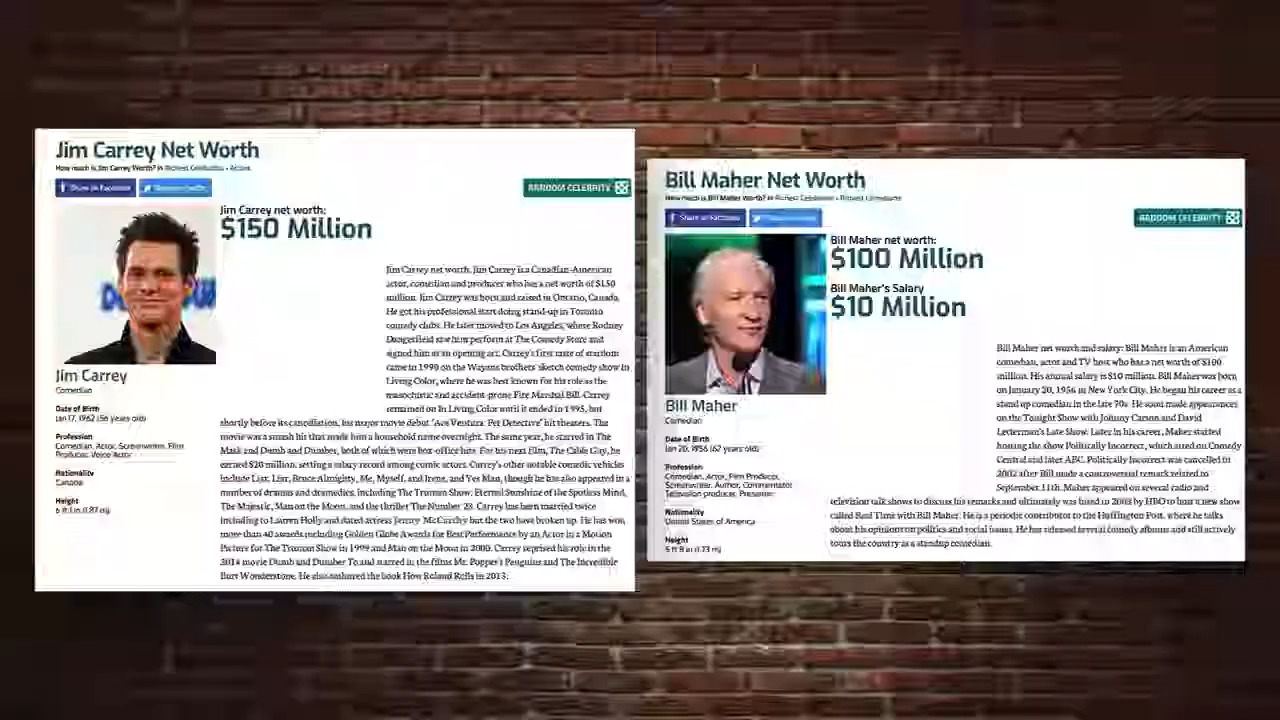 Jim Carrey Net Worth
How much is Jim Carrey Worth? in Richest Celebrities › Actors
Share on Facebook
RANDOM CELEBRITY
Jim Carrey net worth:
$150 Million
Jim Carrey net worth: Jim Carrey is a Canadian-American
actor, comedian and producer who has a net worth of $150
million. Jim Carrey was born and raised in Ontario, Canada.
He got his professional start doing stand-up in Toronto
comedy clubs. He later moved to Los Angeles, where Rodney
Dangerfield saw him perform at The Comedy Store and
signed him as an opening act. Carrey's first taste of stardom
came in 1990 on the Wayans brothers' sketch comedy show In
Living Color, where he was best known for his role as the
masochistic and accident-prone Fire Marshal Bill. Carrey
remained on In Living Color until it ended in 1995, but
shortly before its cancellation, his major movie debut "Ace Ventura: Pet Detective" hit theaters. The
movie was a smash hit that made him a household name overnight. The same year, he starred in The
Mask and Dumb and Dumber, both of which were box-office hits. For his next film, The Cable Guy, he
earned $20 million, setting a salary record among comic actors. Carrey's other notable comedic vehicles
include Liar, Liar, Bruce Almighty, Me, Myself, and Irene, and Yes Man, though he has also appeared in a
number of dramas and dramedies, including The Truman Show, Eternal Sunshine of the Spotless Mind,
The Majestic, Man on the Moon, and the thriller The Number 23. Carrey has been married twice
including to Lauren Holly and dated actress Jenny McCarthy but the two have broken up. He has won
more than 40 awards including Golden Globe Awards for Best Performance by an Actor in a Motion
Picture for The Truman Show in 1999 and Man on the Moon in 2000. Carrey reprised his role in the
2014 movie Dumb and Dumber To and starred in the films Mr. Popper's Penguins and The Incredible
Burt Wonderstone. He also authored the book How Roland Rolls in 2013.
Jim Carrey
Comedian
Date of Birth
Jan 17, 1962 (56 years old)
Profession
Comedian, Actor, Screenwriter, Film
Producer, Voice Actor
Nationality
Canada
Height
6 ft 1 in (1.87 m)
Bill Maher Net Worth
How much is Bill Maher Worth? in Richest Celebrities › Richest Comedians
Share on Facebook
RANDOM CELEBRITY
Bill Maher net worth:
$100 Million
Bill Maher's Salary
$10 Million
Bill Maher net worth and salary: Bill Maher is an American
comedian, actor and TV host who has a net worth of $100
million. His annual salary is $10 million. Bill Maher was born
on January 20, 1956 in New York City. He began his career as a
stand up comedian in the late 70s. He soon made appearances
on the Tonight Show with Johnny Carson and David
Letterman's Late Show. Later in his career, Maher started
hosting the show Politically Incorrect, which aired on Comedy
Central and later ABC. Politically Incorrect was cancelled in
2002 after Bill made a controversial remark related to
September 11th. Maher appeared on several radio and
television talk shows to discuss his remarks and ultimately was hired in 2003 by HBO to host a new show
called Real Time with Bill Maher. He is a periodic contributor to the Huffington Post, where he talks
about his opinion on politics and social issues. He has released several comedy albums and still actively
tours the country as a standup comedian.
Bill Maher
Comedian
Date of Birth
Jan 20, 1956 (62 years old)
Profession
Comedian, Actor, Film Producer,
Screenwriter, Author, Commentator,
Television producer, Presenter
Nationality
United States of America
Height
5 ft 8 in (1.73 m)